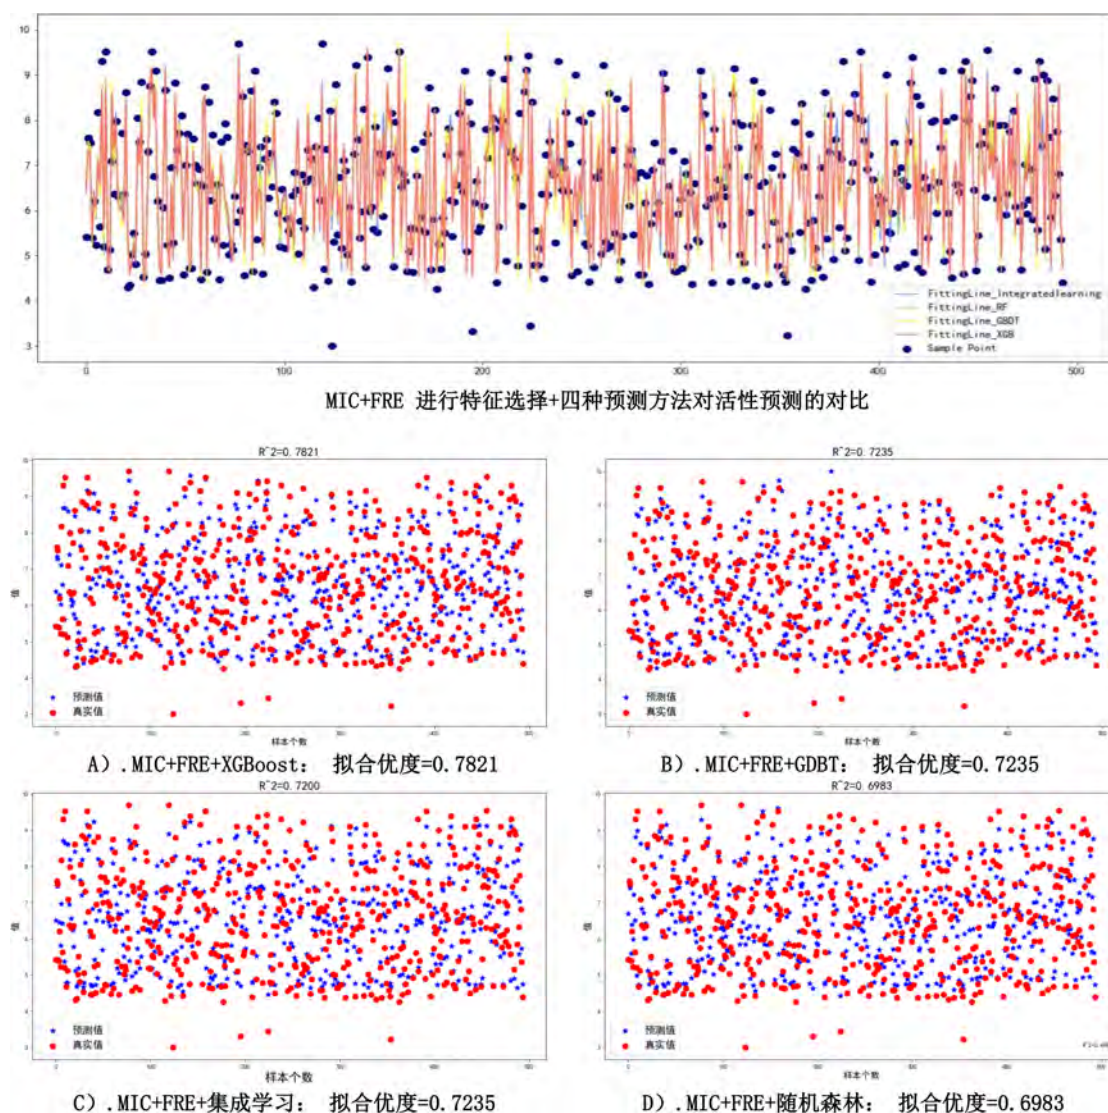 10
9
8
7
6
5
4
3
0 100 200 300 400 500
FittingLine_Integratedlearning
FittingLine_RF
FittingLine_GBDT
FittingLine_XGB
Sample Point
MIC+FRE 进行特征选择+四种预测方法对活性预测的对比
R^2=0.7821
值
预测值
真实值
样本个数
A）.MIC+FRE+XGBoost： 拟合优度=0.7821
R^2=0.7235
值
预测值
真实值
样本个数
B）.MIC+FRE+GDBT： 拟合优度=0.7235
R^2=0.7200
值
预测值
真实值
样本个数
C）.MIC+FRE+集成学习： 拟合优度=0.7235
R^2=0.6983
值
预测值
真实值
样本个数
D）.MIC+FRE+随机森林： 拟合优度=0.6983